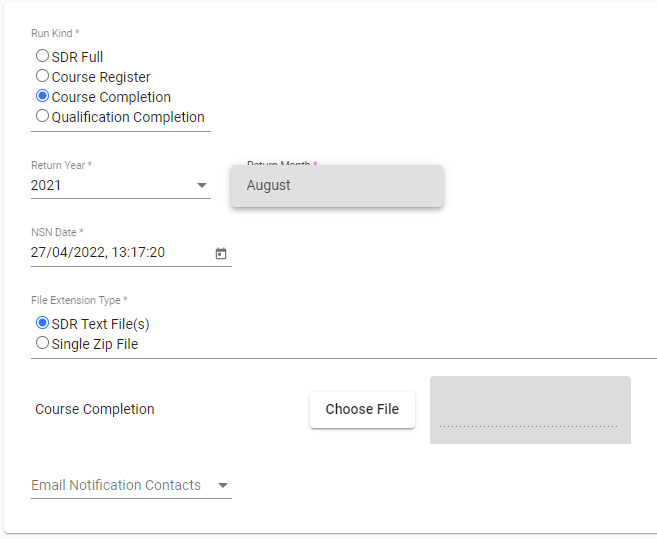 Run Kind *
SDR Full
Course Register
Course Completion
Qualification Completion
Return Year *
Return Month *
2021
August
NSN Date *
27/04/2022, 13:17:20
File Extension Type *
SDR Text File(s)
Single Zip File
Course Completion
Choose File
Email Notification Contacts